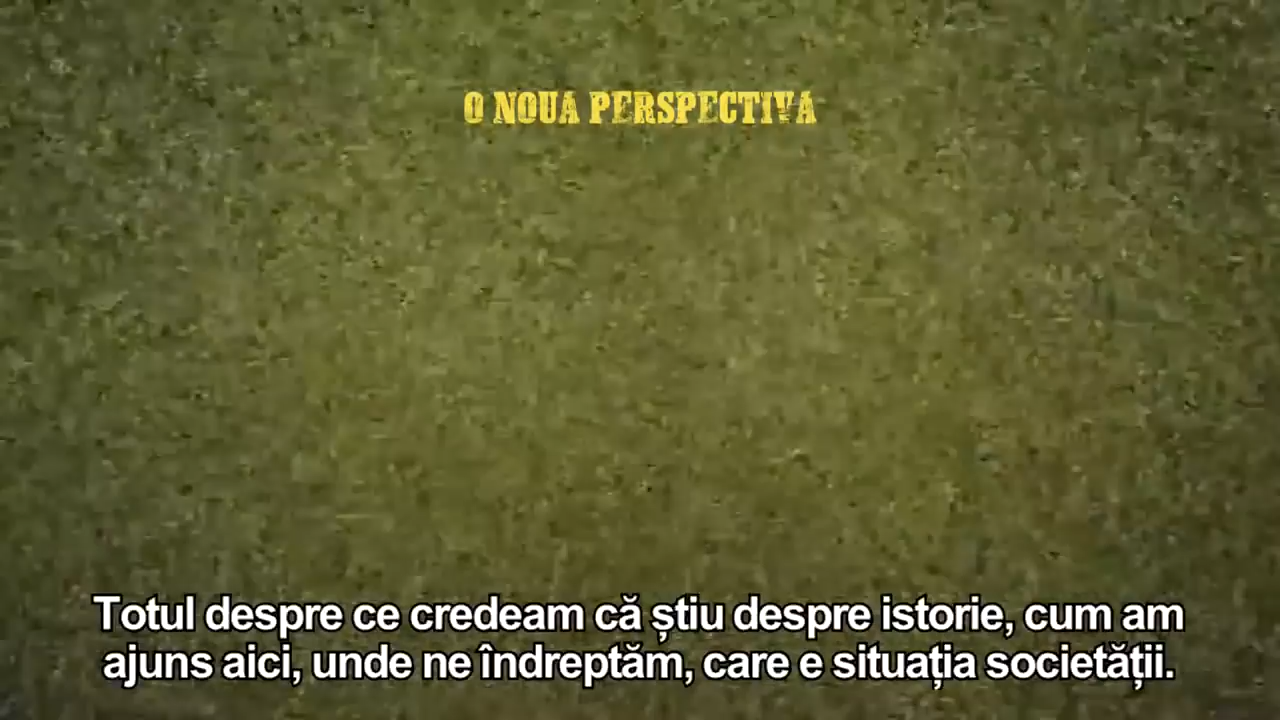 O NOUA PERSPECTIVA
Totul despre ce credeam că știu despre istorie, cum am
ajuns aici, unde ne îndreptăm, care e situația societății.